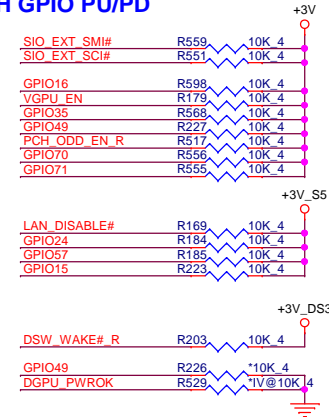 H GPIO PU/PD
+3V
SIO_EXT_SMI# R559 10K_4
SIO_EXT_SCI# R551 10K_4
GPIO16 R598 10K_4
VGPU_EN R179 10K_4
GPIO35 R568 10K_4
GPIO49 R227 10K_4
PCH_ODD_EN_R R517 10K_4
GPIO70 R556 10K_4
GPIO71 R555 10K_4
+3V_S5
LAN_DISABLE# R169 10K_4
GPIO24 R184 10K_4
GPIO57 R185 10K_4
GPIO15 R223 10K_4
+3V_DS3
DSW_WAKE#_R R203 10K_4
GPIO49 R226 *10K_4
DGPU_PWROK R529 *IV@10K_4